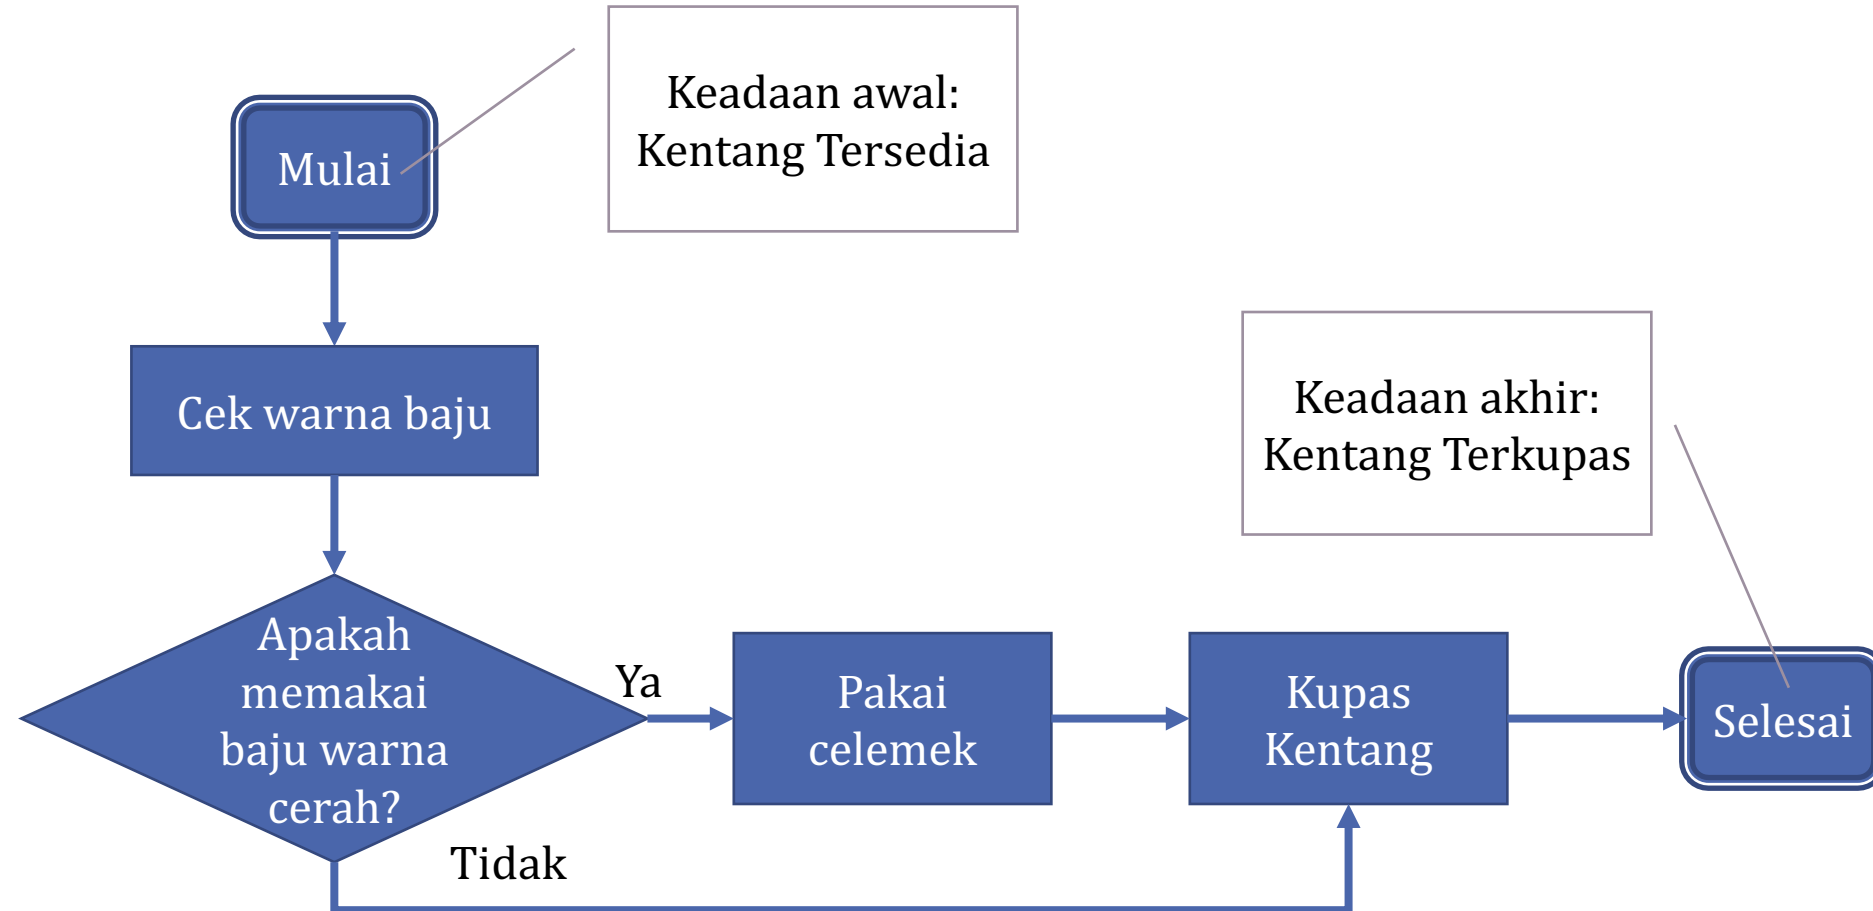 Keadaan awal:
Kentang Tersedia
Mulai
Cek warna baju
Keadaan akhir:
Kentang Terkupas
Apakah
memakai
baju warna
cerah?
Ya
Pakai
celemek
Kupas
Kentang
Selesai
Tidak